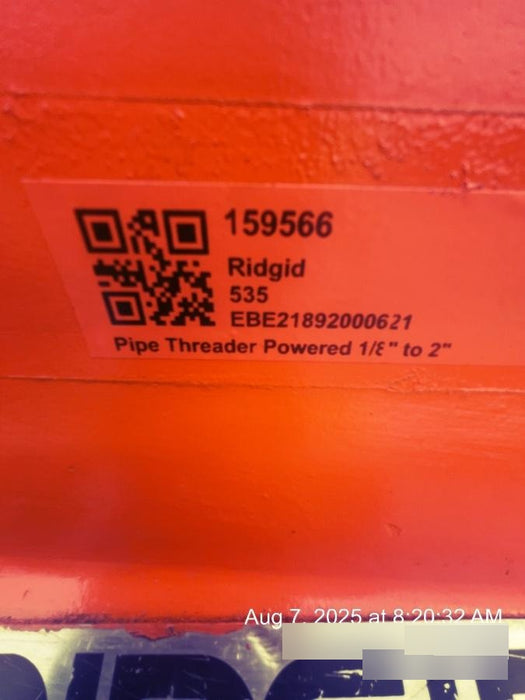 159566
Ridgid
535
EBE21892000621
Pipe Threader Powered 1/8" to 2"
Aug 7, 2025 at 8:20:32 AM